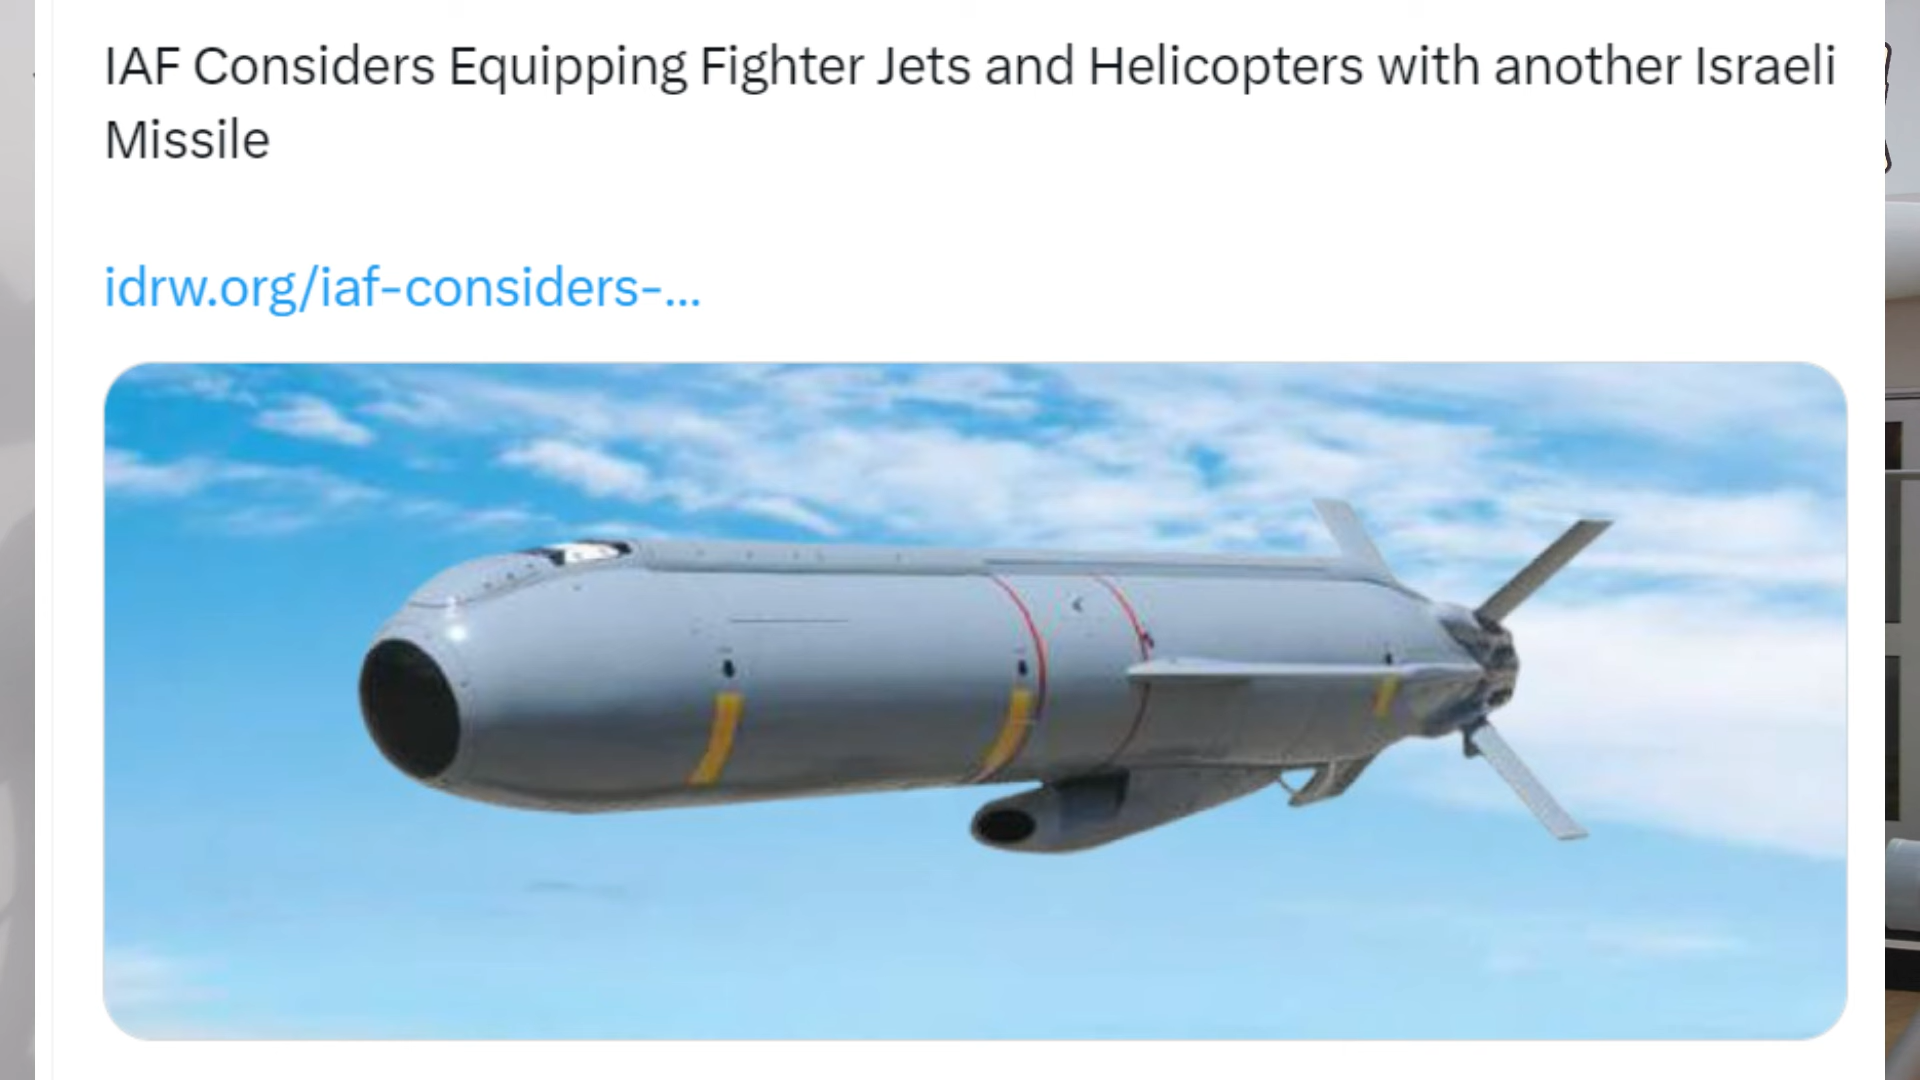 IAF Considers Equipping Fighter Jets and Helicopters with another Israeli
Missile
idrw.org/iaf-considers-...